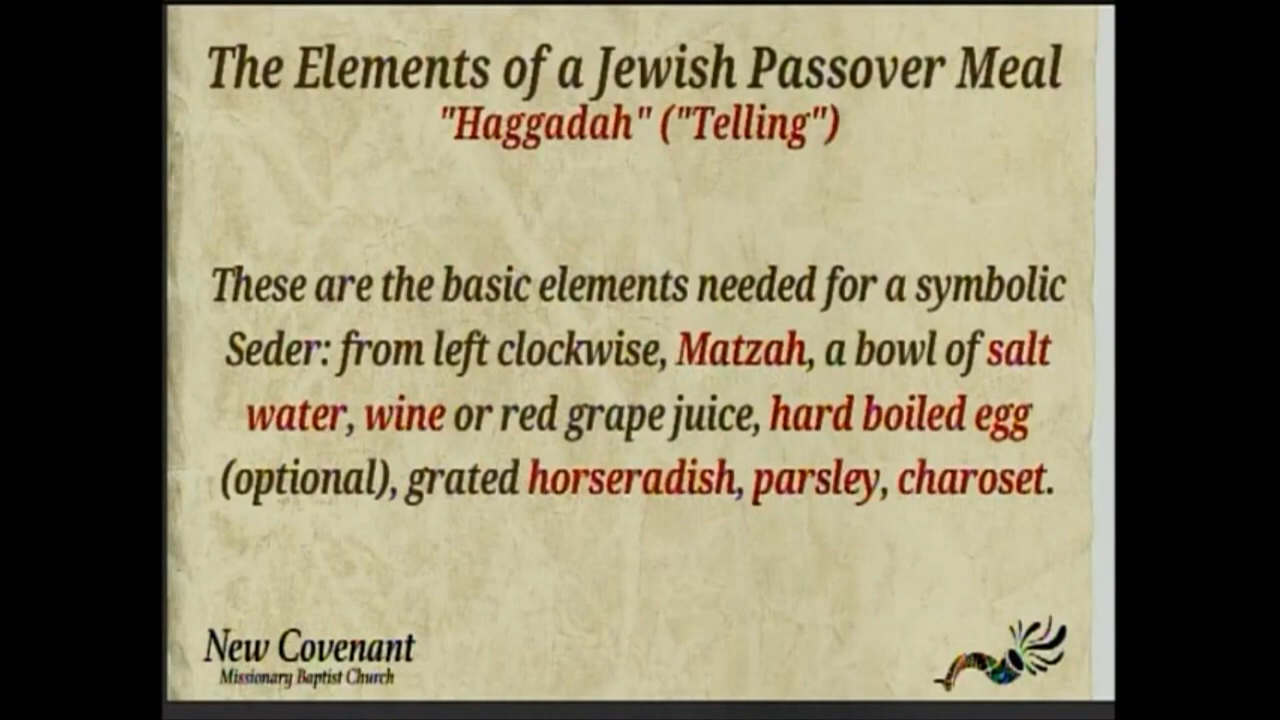 The Elements of a Jewish Passover Meal
"Haggadah" ("Telling")
These are the basic elements needed for a symbolic
Seder: from left clockwise, Matzah, a bowl of salt
water, wine or red grape juice, hard boiled egg
(optional), grated horseradish, parsley, charoset.
New Covenant
Missionary Baptist Church